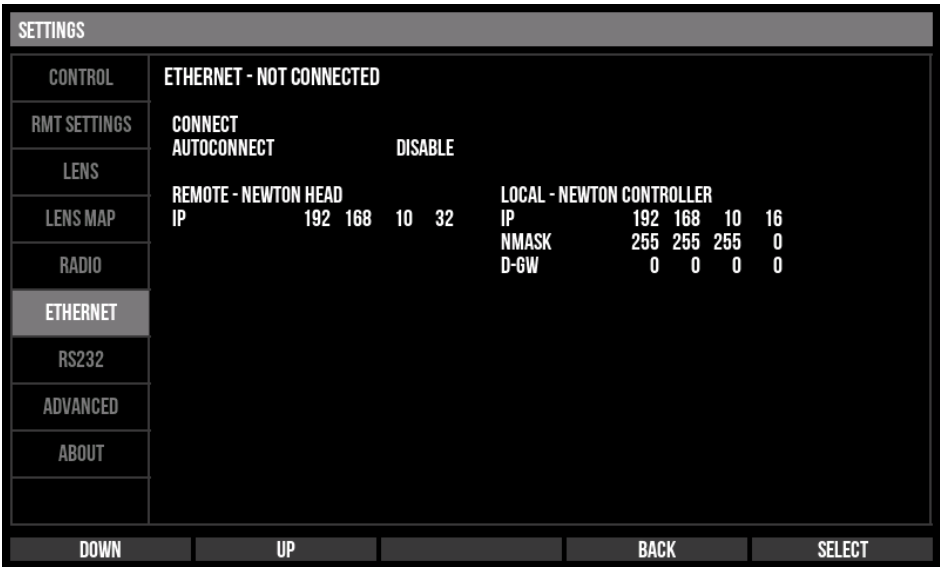 SETTINGS
CONTROL
RMT SETTINGS
LENS
LENS MAP
RADIO
ETHERNET
RS232
ADVANCED
ABOUT
ETHERNET - NOT CONNECTED
CONNECT
AUTOCONNECT DISABLE
REMOTE - NEWTON HEAD
IP 192 168 10 32
LOCAL - NEWTON CONTROLLER
IP 192 168 10 16
NMASK 255 255 255 0
D-GW 0 0 0 0
DOWN UP BACK SELECT